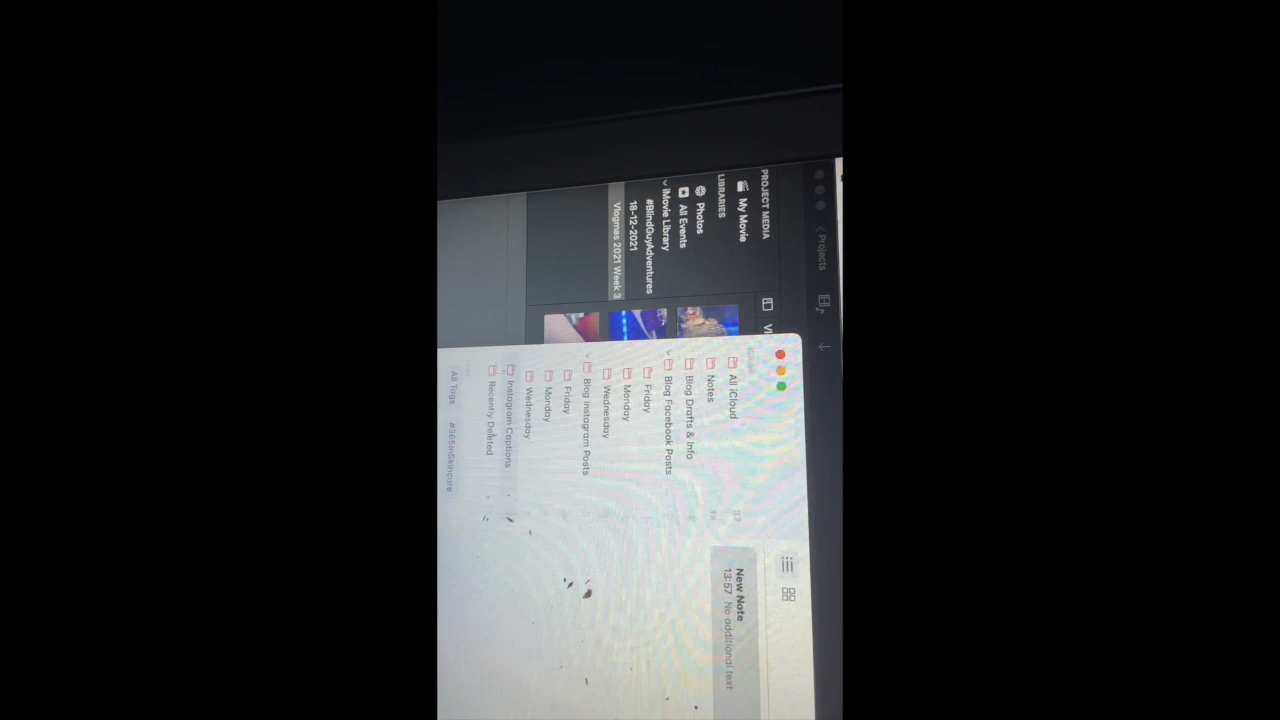 Projects
PROJECT MEDIA
My Movie
LIBRARIES
Photos
All Events
iMovie Library
#BlindGuyAdventures
18-12-2021
Vlogmas 2021 Week 3
iCloud
All iCloud
Notes
Blog Drafts & Info
Blog Facebook Posts
Friday
Monday
Wednesday
Blog Instagram Posts
Friday
Monday
Wednesday
Instagram Captions
Recently Deleted
All Tags #365InSkincare
New Note
13:57 No additional text